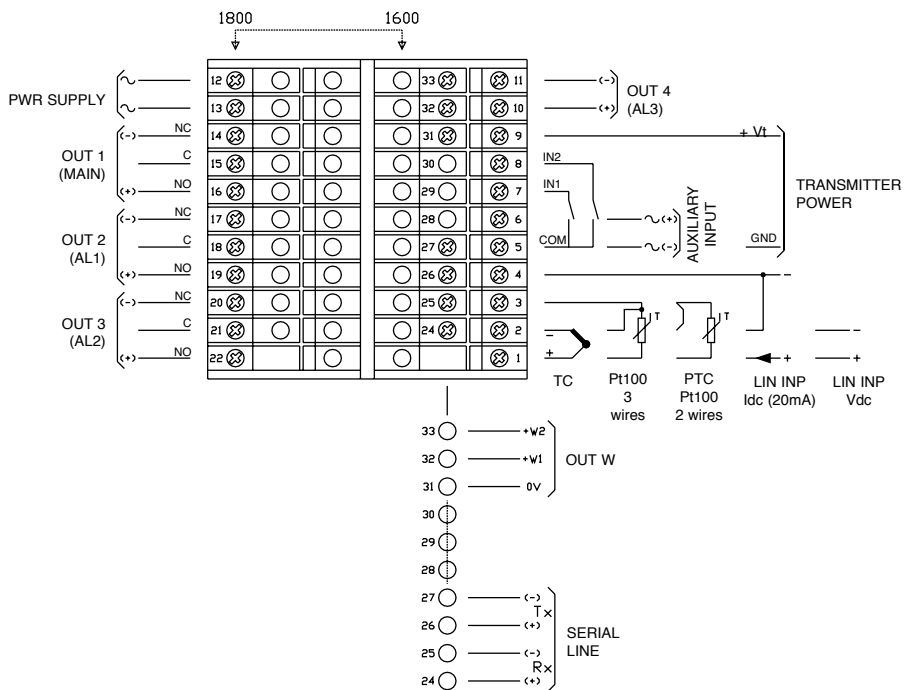 1800 1600
PWR SUPPLY
12 33 11 (-)
OUT 4
(AL3)
13 32 10 (+)
OUT 1
(MAIN)
(-) NC 14 31 9 + Vt
C 15 30 8 IN2
(+) NO 16 29 7 IN1
TRANSMITTER
POWER
OUT 2
(AL1)
(-) NC 17 28 6 (+)
C 18 27 5 COM (-) GND
AUXILIARY
INPUT
(+) NO 19 26 4 -
OUT 3
(AL2)
(-) NC 20 25 3
C 21 24 2 - T T -
(+) NO 22 1 + + +
TC
Pt100
3
wires
PTC
Pt100
2 wires
LIN INP
Idc (20mA)
LIN INP
Vdc
33 +W2
32 +W1
OUT W
31 0V
30
29
28
27 (-)
Tx
26 (+)
SERIAL
LINE
25 (-)
Rx
24 (+)